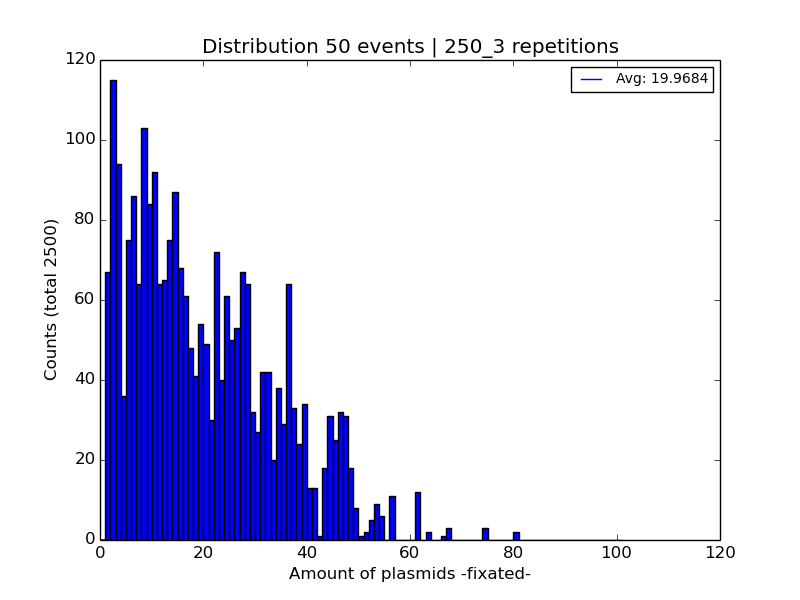 Distribution 50 events | 250_3 repetitions
Avg: 19.9684
120
100
80
60
40
20
0
Counts (total 2500)
0 20 40 60 80 100 120
Amount of plasmids -fixated-